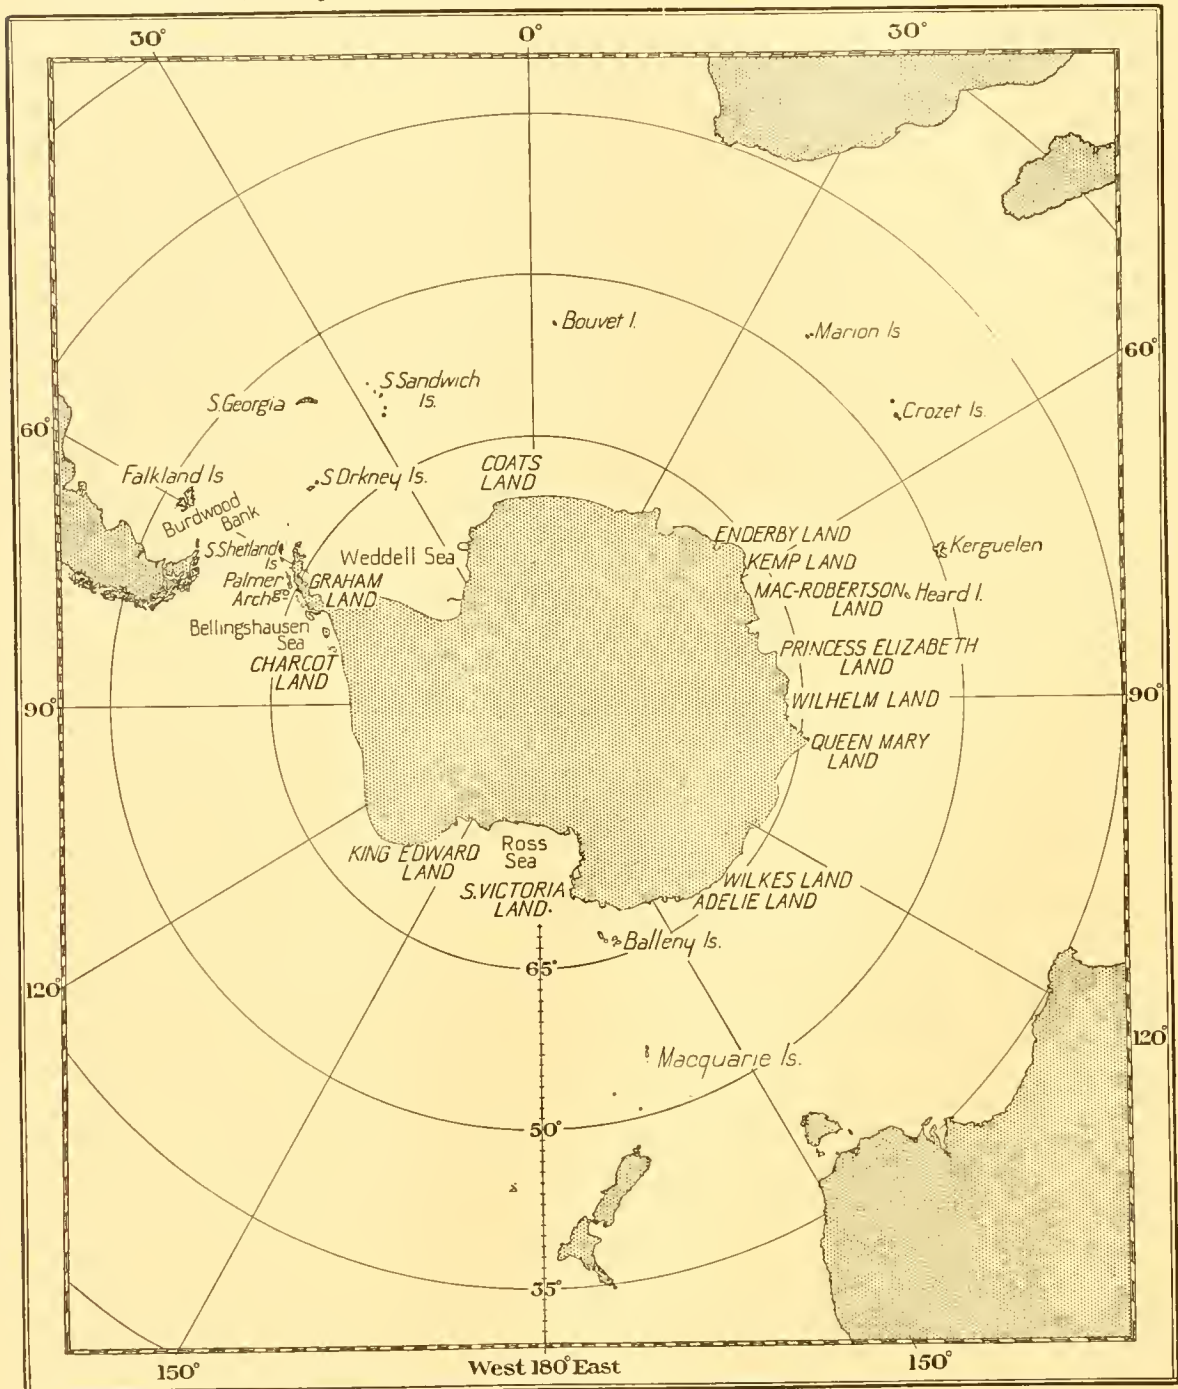 30° 0° 30°
Bouvet I.
Marion Is
60°
S Sandwich
Is.
S. Georgia
Crozet Is.
60°
Falkland Is
S Orkney Is.
COATS
LAND
Burdwood
Bank
ENDERBY LAND
S. Shetland
Is
Weddell Sea
Kerguelen
KEMP LAND
Palmer
Archgo
GRAHAM
LAND
MAC-ROBERTSON
LAND
Heard I.
Bellingshausen
Sea
CHARCOT
LAND
PRINCESS ELIZABETH
LAND
90°
WILHELM LAND
90°
QUEEN MARY
LAND
KING EDWARD
LAND
Ross
Sea
S. VICTORIA
LAND.
WILKES LAND
ADELIE LAND
Balleny Is.
65°
120°
120°
Macquarie Is.
50°
35°
150° West 180° East 150°